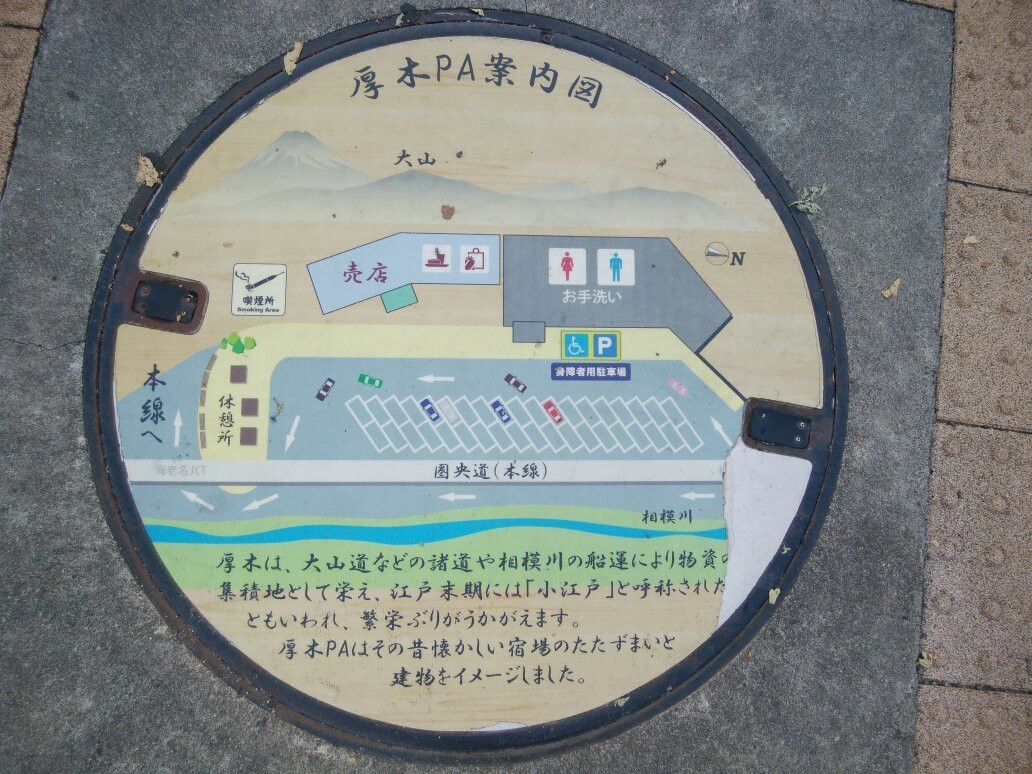 厚木PA案内図
大山
売店
お手洗い
N
喫煙所
Smoking Area
P
身障者用駐車場
本線へ
休憩所
海老名JCT
圏央道(本線)
相模川
厚木は、大山道などの諸道や相模川の船運により物資の
集積地として栄え、江戸末期には「小江戸」と呼称された
ともいわれ、繁栄ぶりがうかがえます。
厚木PAはその昔懐かしい宿場のたたずまいと
建物をイメージしました。